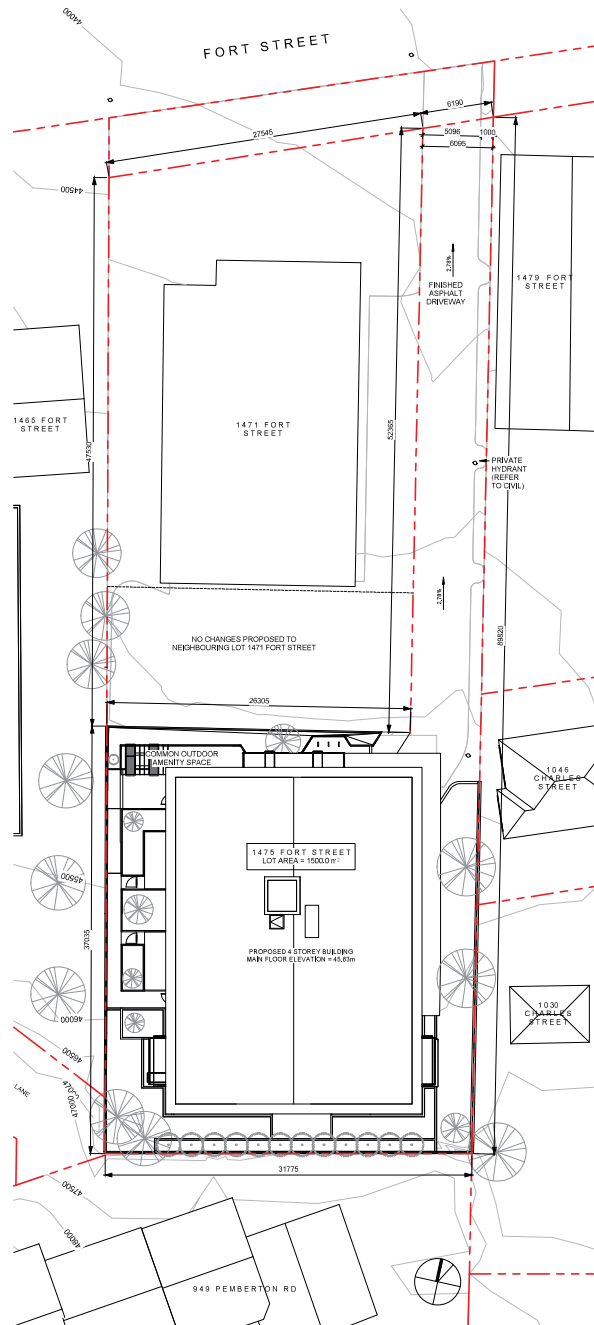 44000
FORT STREET
6190
27545
5096
1000
6095
44500
2.78%
FINISHED
ASPHALT
DRIVEWAY
1479 FORT
STREET
1465 FORT
STREET
1471 FORT
STREET
47530
52365
PRIVATE
HYDRANT
(REFER
TO CIVIL)
2.78%
89820
NO CHANGES PROPOSED TO
NEIGHBOURING LOT 1471 FORT STREET
26305
COMMON OUTDOOR
AMENITY SPACE
1046
CHARLES
STREET
1475 FORT STREET
LOT AREA = 1500.0 m²
45500
37035
PROPOSED 4 STOREY BUILDING
MAIN FLOOR ELEVATION = 45.63m
46000
1030
CHARLES
STREET
46500
LANE
47000
31775
47500
48000
949 PEMBERTON RD